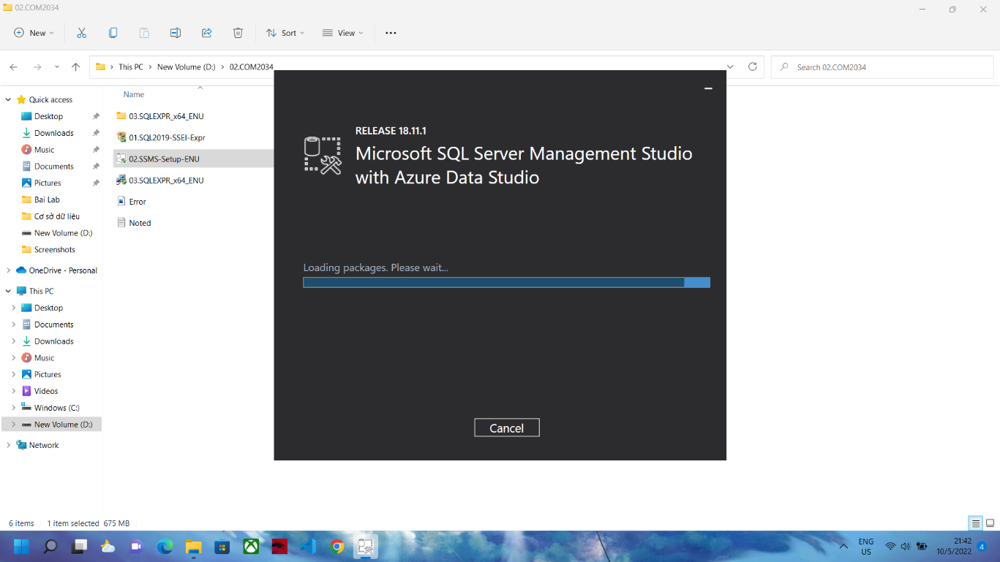 02.COM2034
New
Sort
View
This PC
New Volume (D:)
02.COM2034
Search 02.COM2034
Quick access
Desktop
Downloads
Music
Documents
Pictures
Bai Lab
Cơ sở dữ liệu
New Volume (D:)
Screenshots
OneDrive - Personal
This PC
Desktop
Documents
Downloads
Music
Pictures
Videos
Windows (C:)
New Volume (D:)
Network
Name
03.SQLEXPR_x64_ENU
01.SQL2019-SSEI-Expr
02.SSMS-Setup-ENU
03.SQLEXPR_x64_ENU
Error
Noted
RELEASE 18.11.1
Microsoft SQL Server Management Studio
with Azure Data Studio
Loading packages. Please wait...
Cancel
6 items 1 item selected 675 MB
ENG
US
21:42
10/5/2022
4